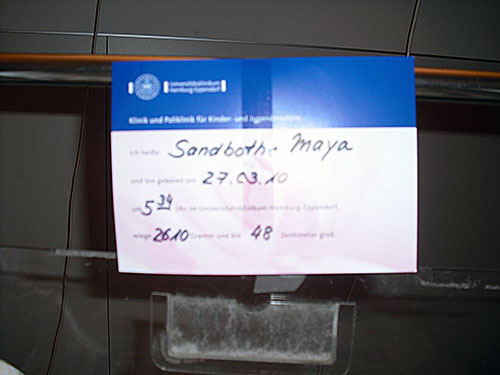 Universitätsklinikum
Hamburg-Eppendorf
Klinik und Poliklinik für Kinder- und Jugendmedizin
Ich heiße Sandbothe Maya
und bin geboren am 27.03.10
um 5 34 Uhr im Universitätsklinikum Hamburg-Eppendorf,
wiege 2610 Gramm und bin 48 Zentimeter groß.